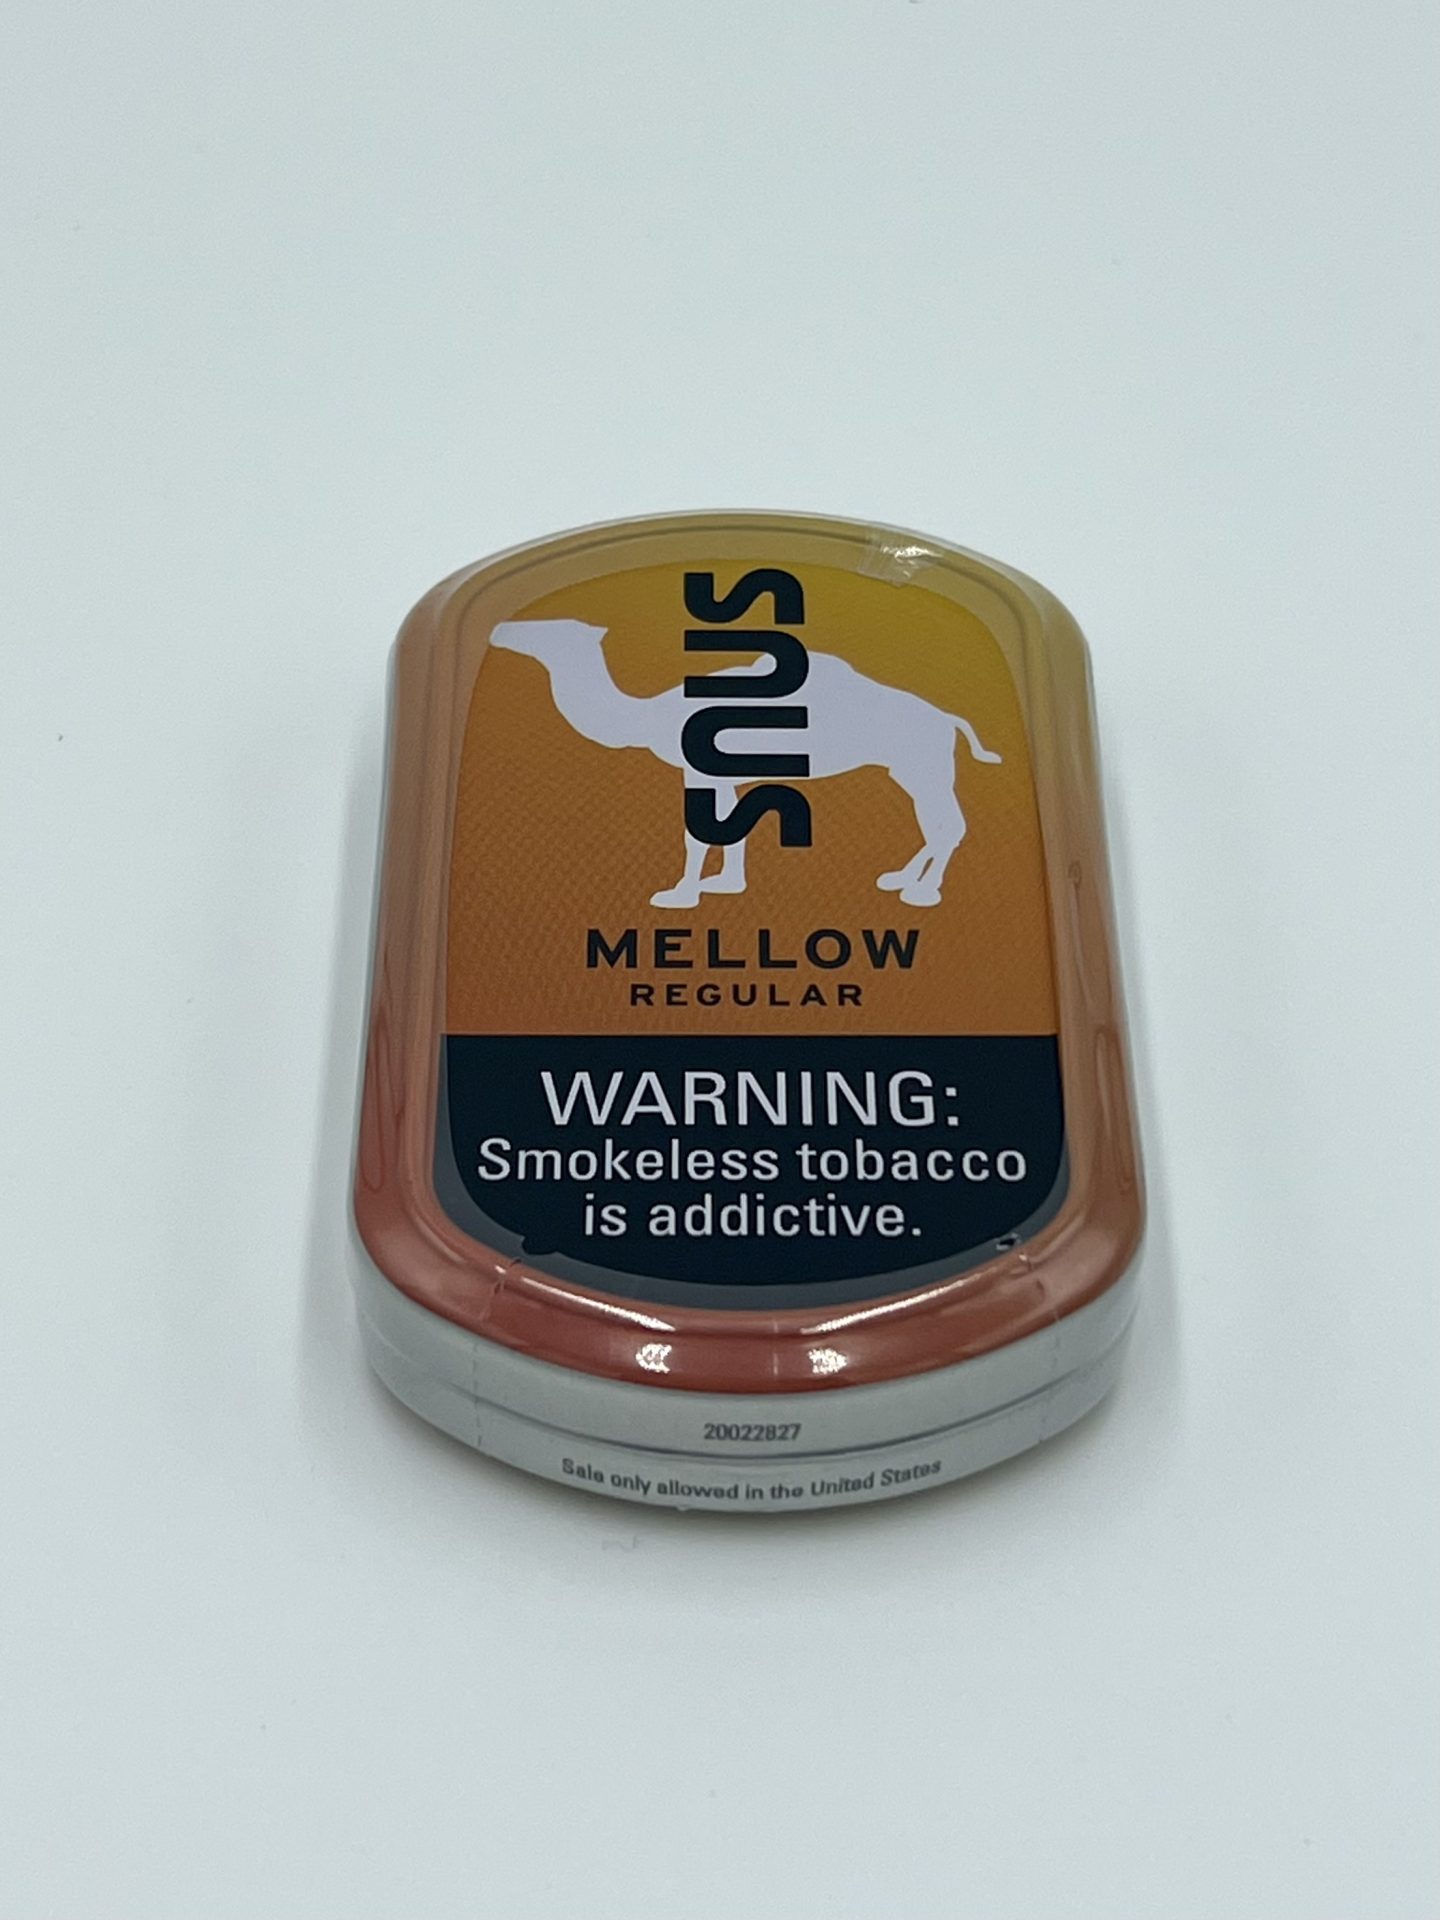 snus
MELLOW
REGULAR
WARNING:
Smokeless tobacco
is addictive.
20022827
Sale only allowed in the United States